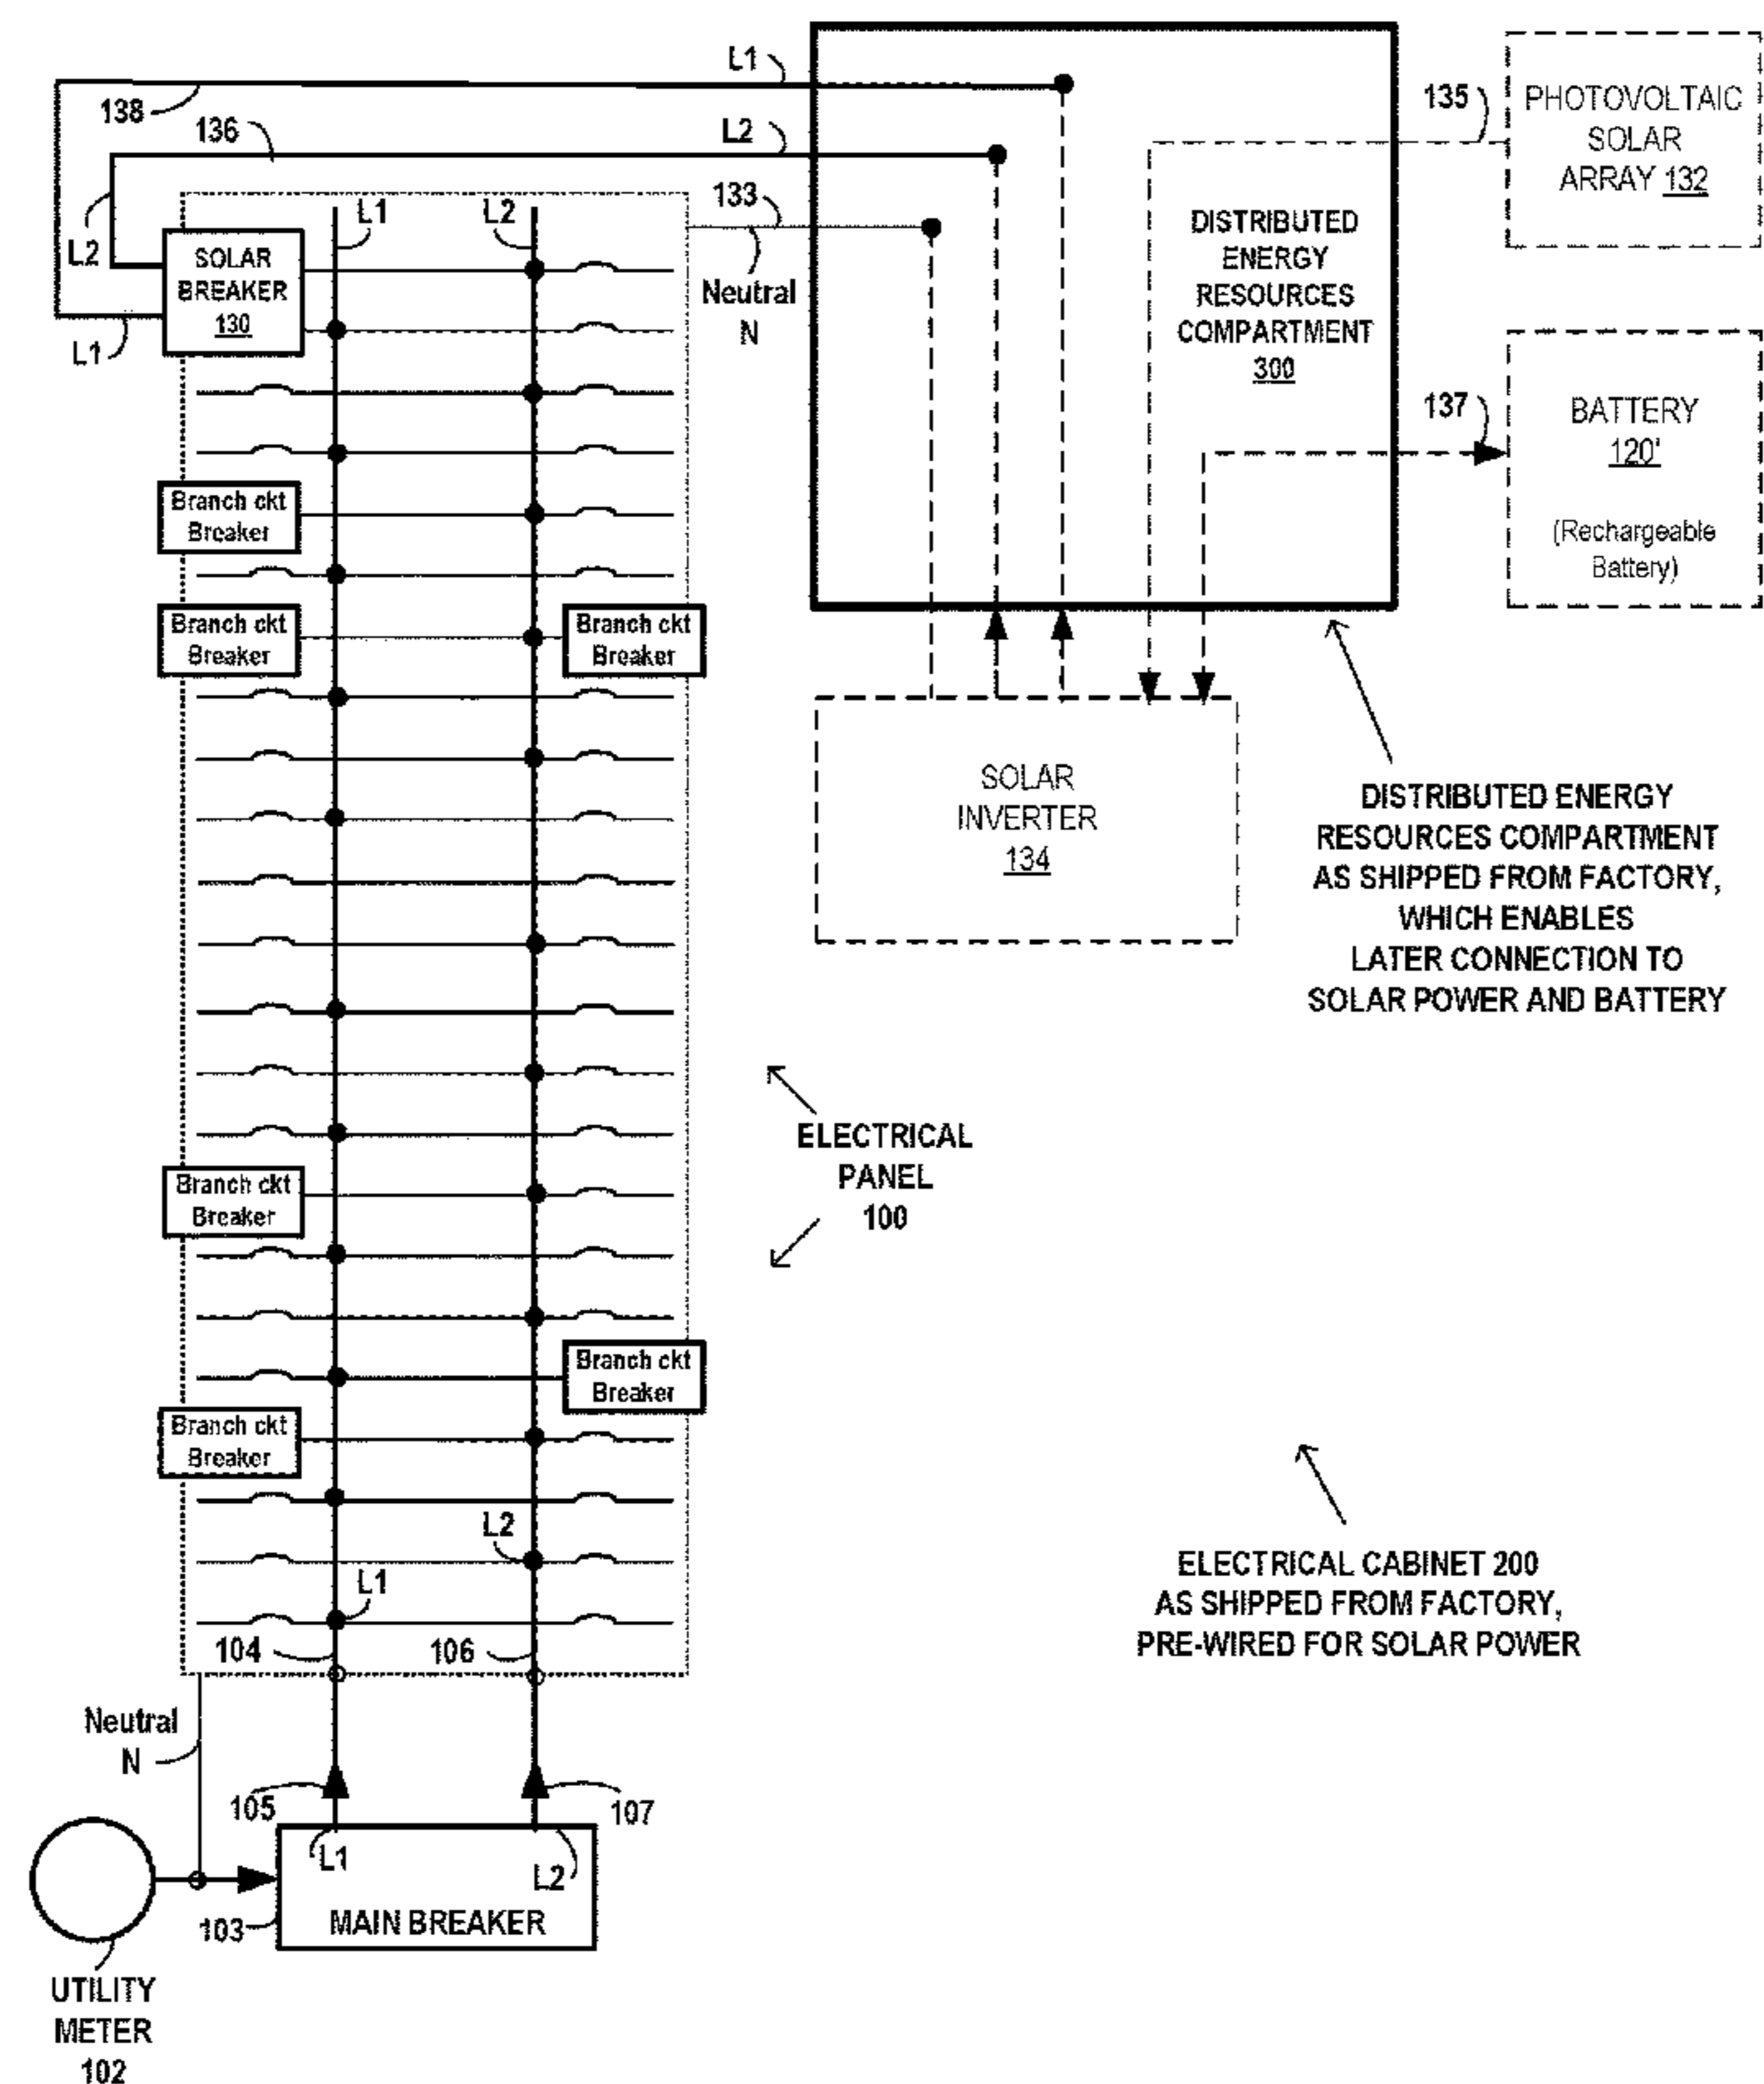 L1
138
136
L2
133
L1
L2
L2
L1
SOLAR
BREAKER
130
Neutral
N
DISTRIBUTED
ENERGY
RESOURCES
COMPARTMENT
300
135
PHOTOVOLTAIC
SOLAR
ARRAY 132
137
BATTERY
120'
(Rechargeable
Battery)
Branch ckt
Breaker
Branch ckt
Breaker
Branch ckt
Breaker
SOLAR
INVERTER
134
DISTRIBUTED ENERGY
RESOURCES COMPARTMENT
AS SHIPPED FROM FACTORY,
WHICH ENABLES
LATER CONNECTION TO
SOLAR POWER AND BATTERY
ELECTRICAL
PANEL
100
Branch ckt
Breaker
Branch ckt
Breaker
Branch ckt
Breaker
L2
L1
104
106
ELECTRICAL CABINET 200
AS SHIPPED FROM FACTORY,
PRE-WIRED FOR SOLAR POWER
Neutral
N
105
107
L1
L2
103
MAIN BREAKER
UTILITY
METER
102